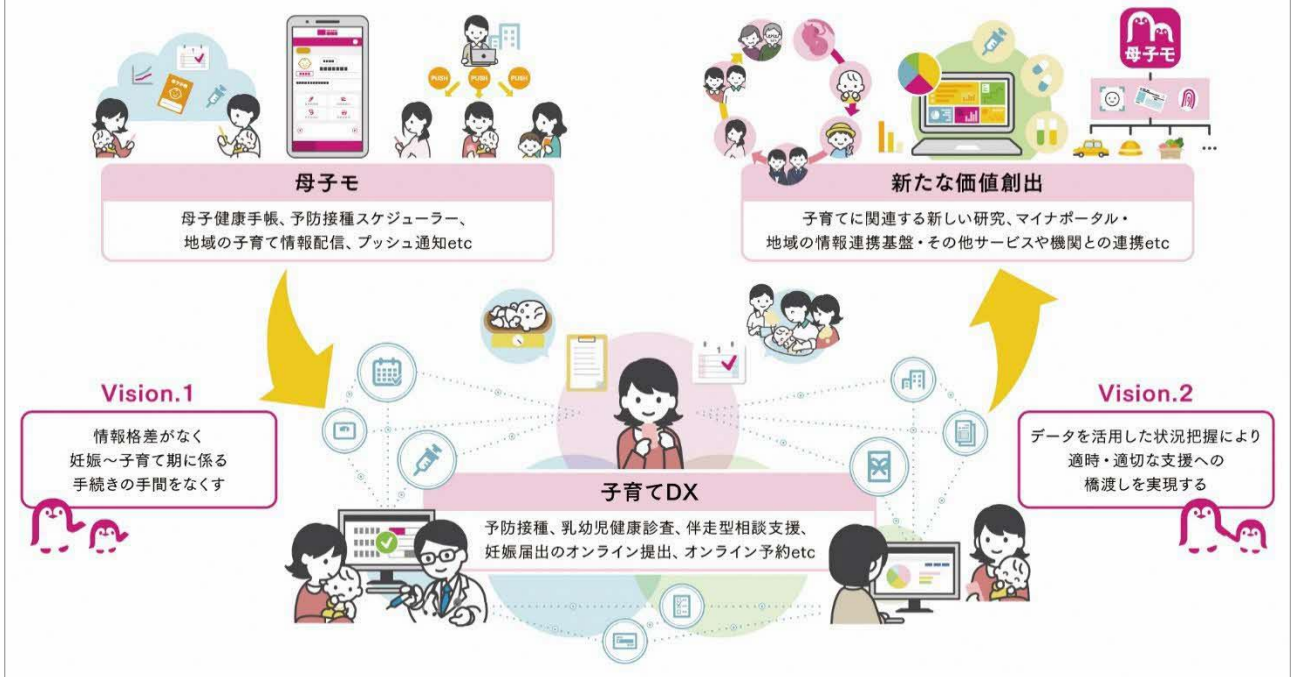 PUSH
PUSH
PUSH
母子モ
母子モ
母子健康手帳、予防接種スケジューラー、
地域の子育て情報配信、プッシュ通知etc
新たな価値創出
子育てに関連する新しい研究、マイナポータル・
地域の情報連携基盤・その他サービスや機関との連携etc
Vision.1
情報格差がなく
妊娠～子育て期に係る
手続きの手間をなくす
Vision.2
データを活用した状況把握により
適時・適切な支援への
橋渡しを実現する
子育てDX
予防接種、乳幼児健康診査、伴走型相談支援、
妊娠届出のオンライン提出、オンライン予約etc